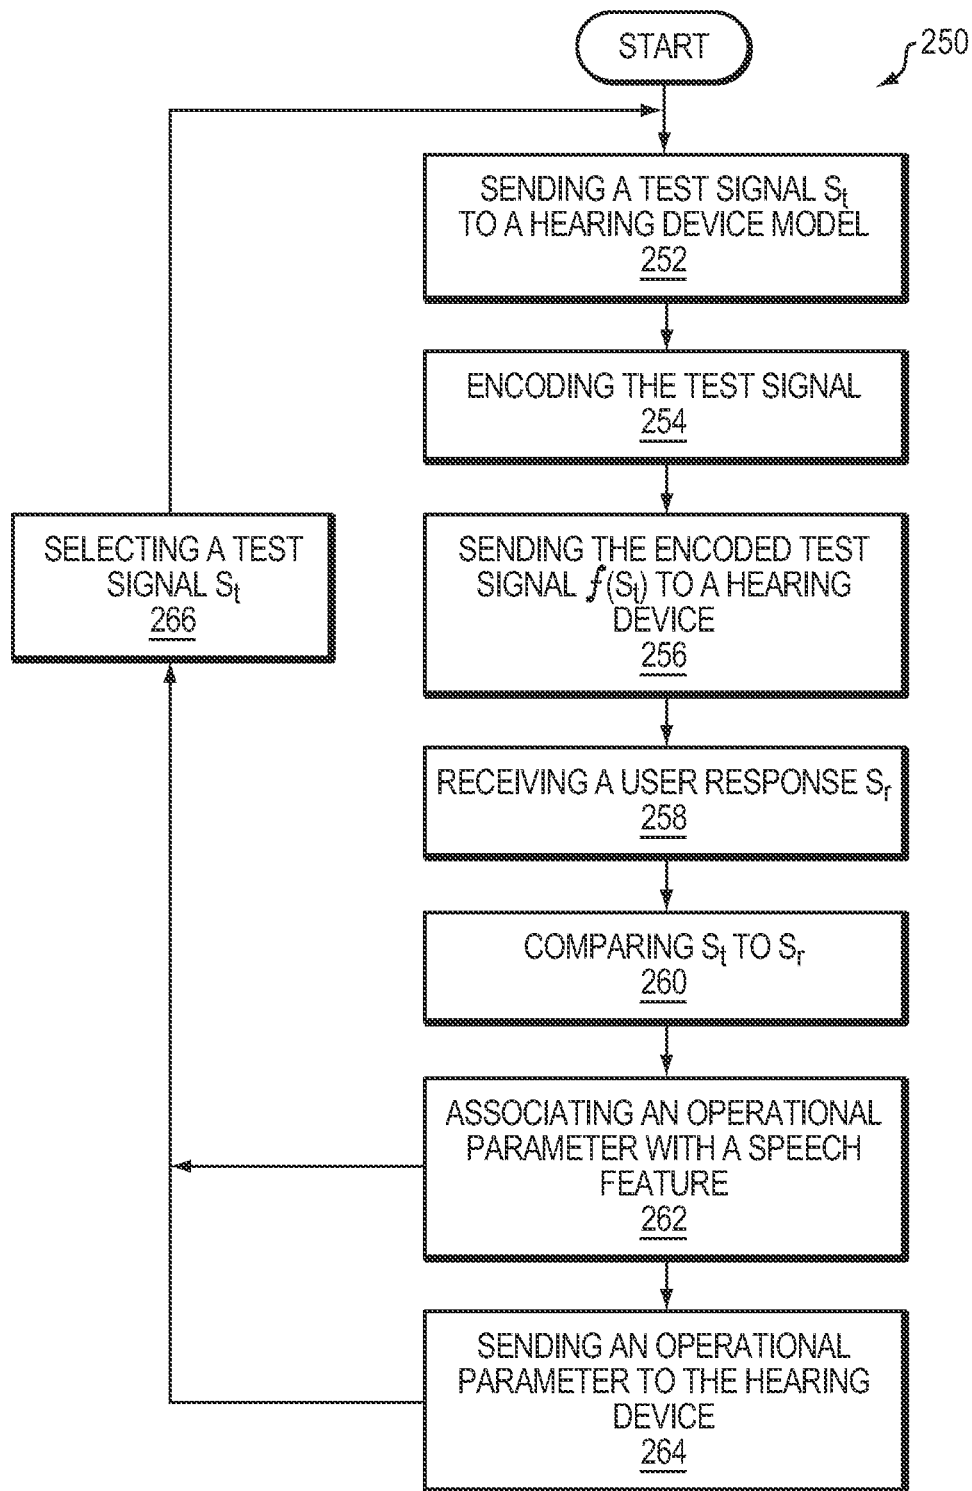 START
250
SENDING A TEST SIGNAL Sₜ
TO A HEARING DEVICE MODEL
252
ENCODING THE TEST SIGNAL
254
SENDING THE ENCODED TEST
SIGNAL f(Sₜ) TO A HEARING
DEVICE
256
SELECTING A TEST
SIGNAL Sₜ
266
RECEIVING A USER RESPONSE Sᵣ
258
COMPARING Sₜ TO Sᵣ
260
ASSOCIATING AN OPERATIONAL
PARAMETER WITH A SPEECH
FEATURE
262
SENDING AN OPERATIONAL
PARAMETER TO THE HEARING
DEVICE
264